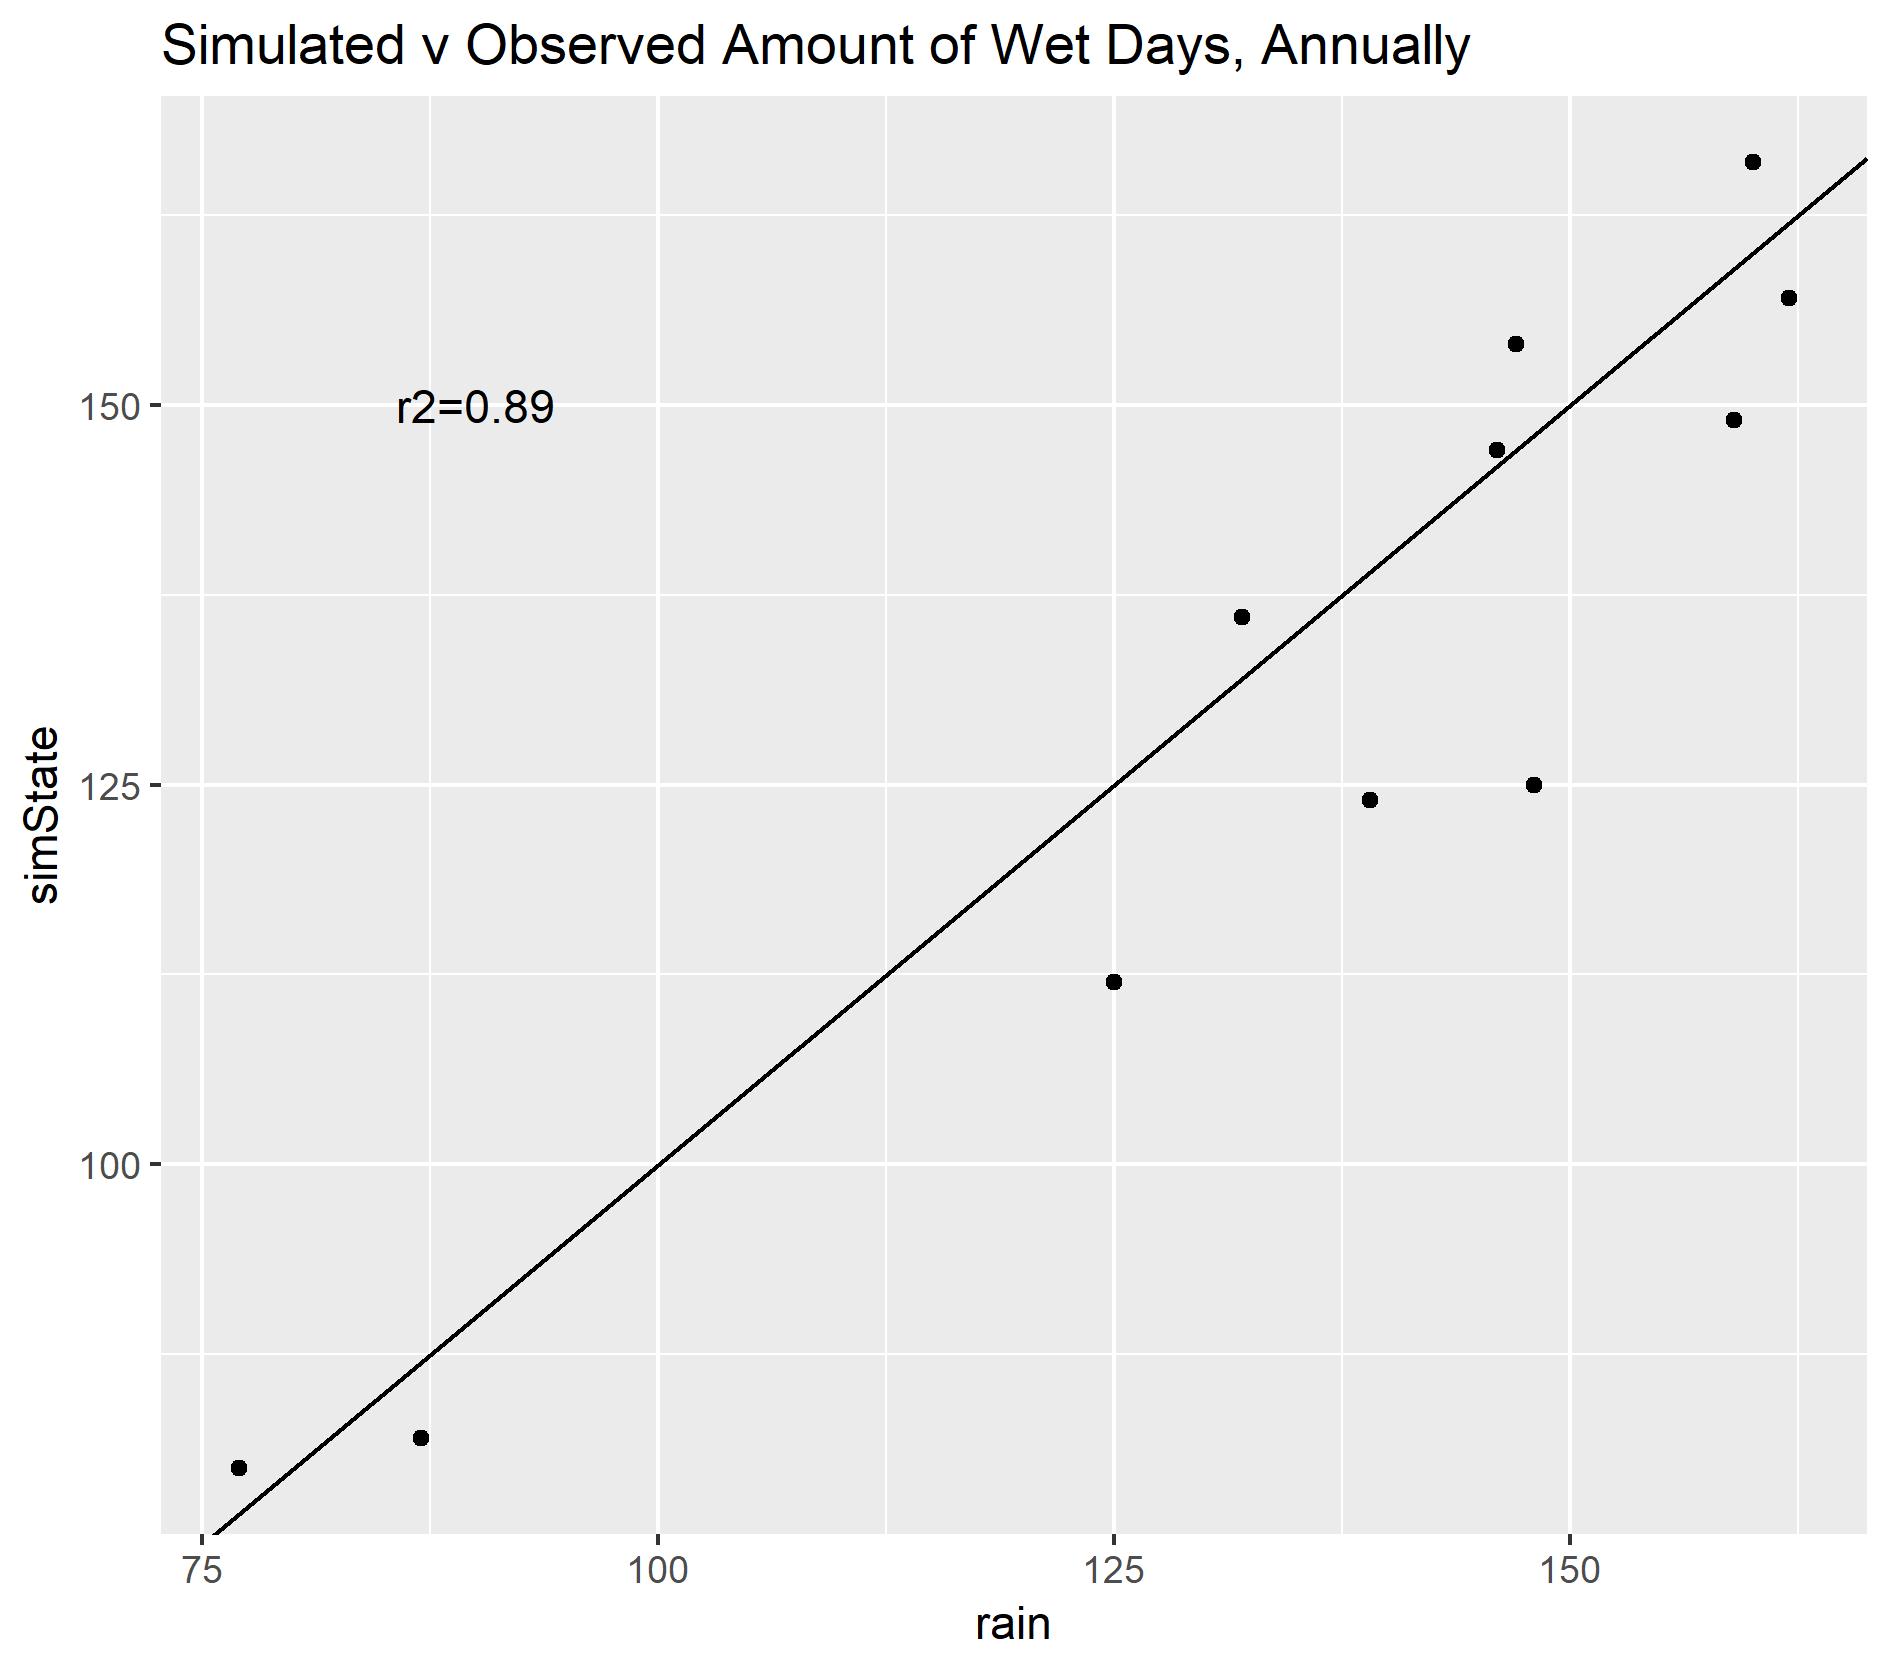 Simulated v Observed Amount of Wet Days, Annually
r2=0.89
150
125
100
simState
75
100
125
150
rain